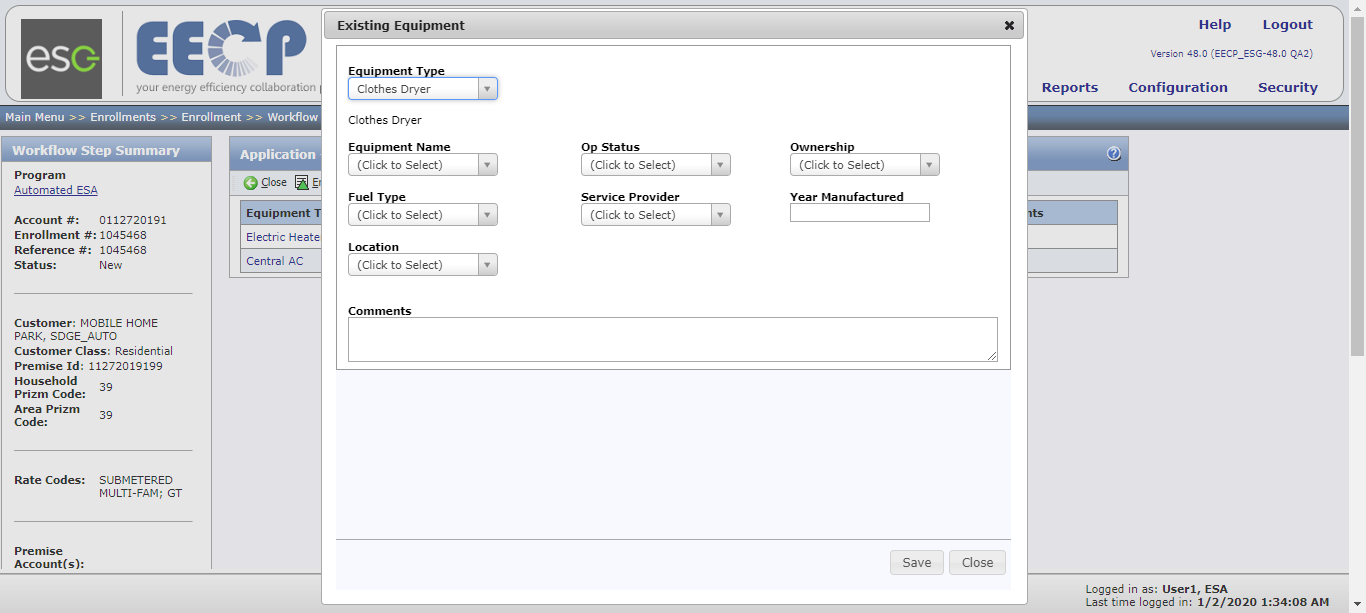 esc
EECP
your energy efficiency collaboration
Help Logout
Version 48.0 (EECP_ESG-48.0 QA2)
Reports Configuration Security
Main Menu >> Enrollments >> Enrollment >> Workflow
Workflow Step Summary
Program
Automated ESA
Account #: 0112720191
Enrollment #: 1045468
Reference #: 1045468
Status: New
Customer: MOBILE HOME
PARK, SDGE_AUTO
Customer Class: Residential
Premise Id: 11272019199
Household
Prizm Code: 39
Area Prizm
Code: 39
Rate Codes: SUBMETERED
MULTI-FAM; GT
Premise
Account(s):
Application
Close
Equipment T
Electric Heate
Central AC
nts
Existing Equipment
Equipment Type
Clothes Dryer
Clothes Dryer
Equipment Name Op Status Ownership
(Click to Select) (Click to Select) (Click to Select)
Fuel Type Service Provider Year Manufactured
(Click to Select) (Click to Select)
Location
(Click to Select)
Comments
Save Close
Logged in as: User1, ESA
Last time logged in: 1/2/2020 1:34:08 AM